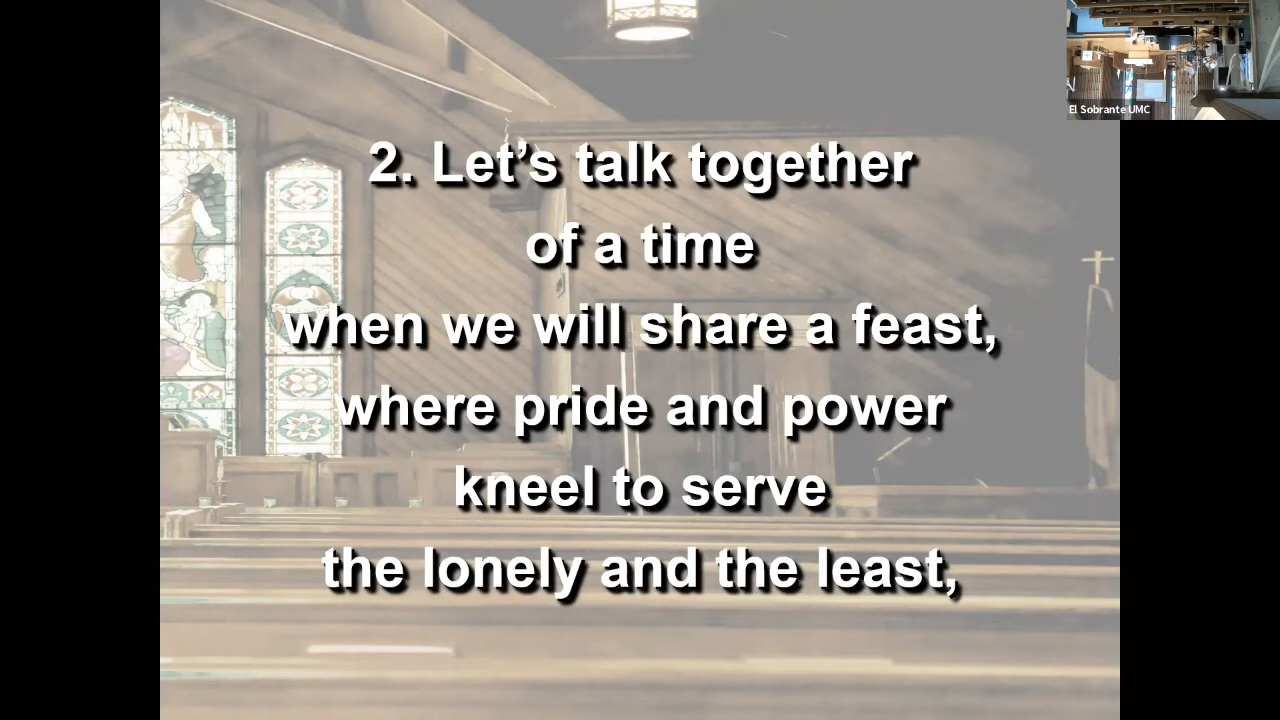 El Sobrante UMC
2. Let’s talk together
of a time
when we will share a feast,
where pride and power
kneel to serve
the lonely and the least,